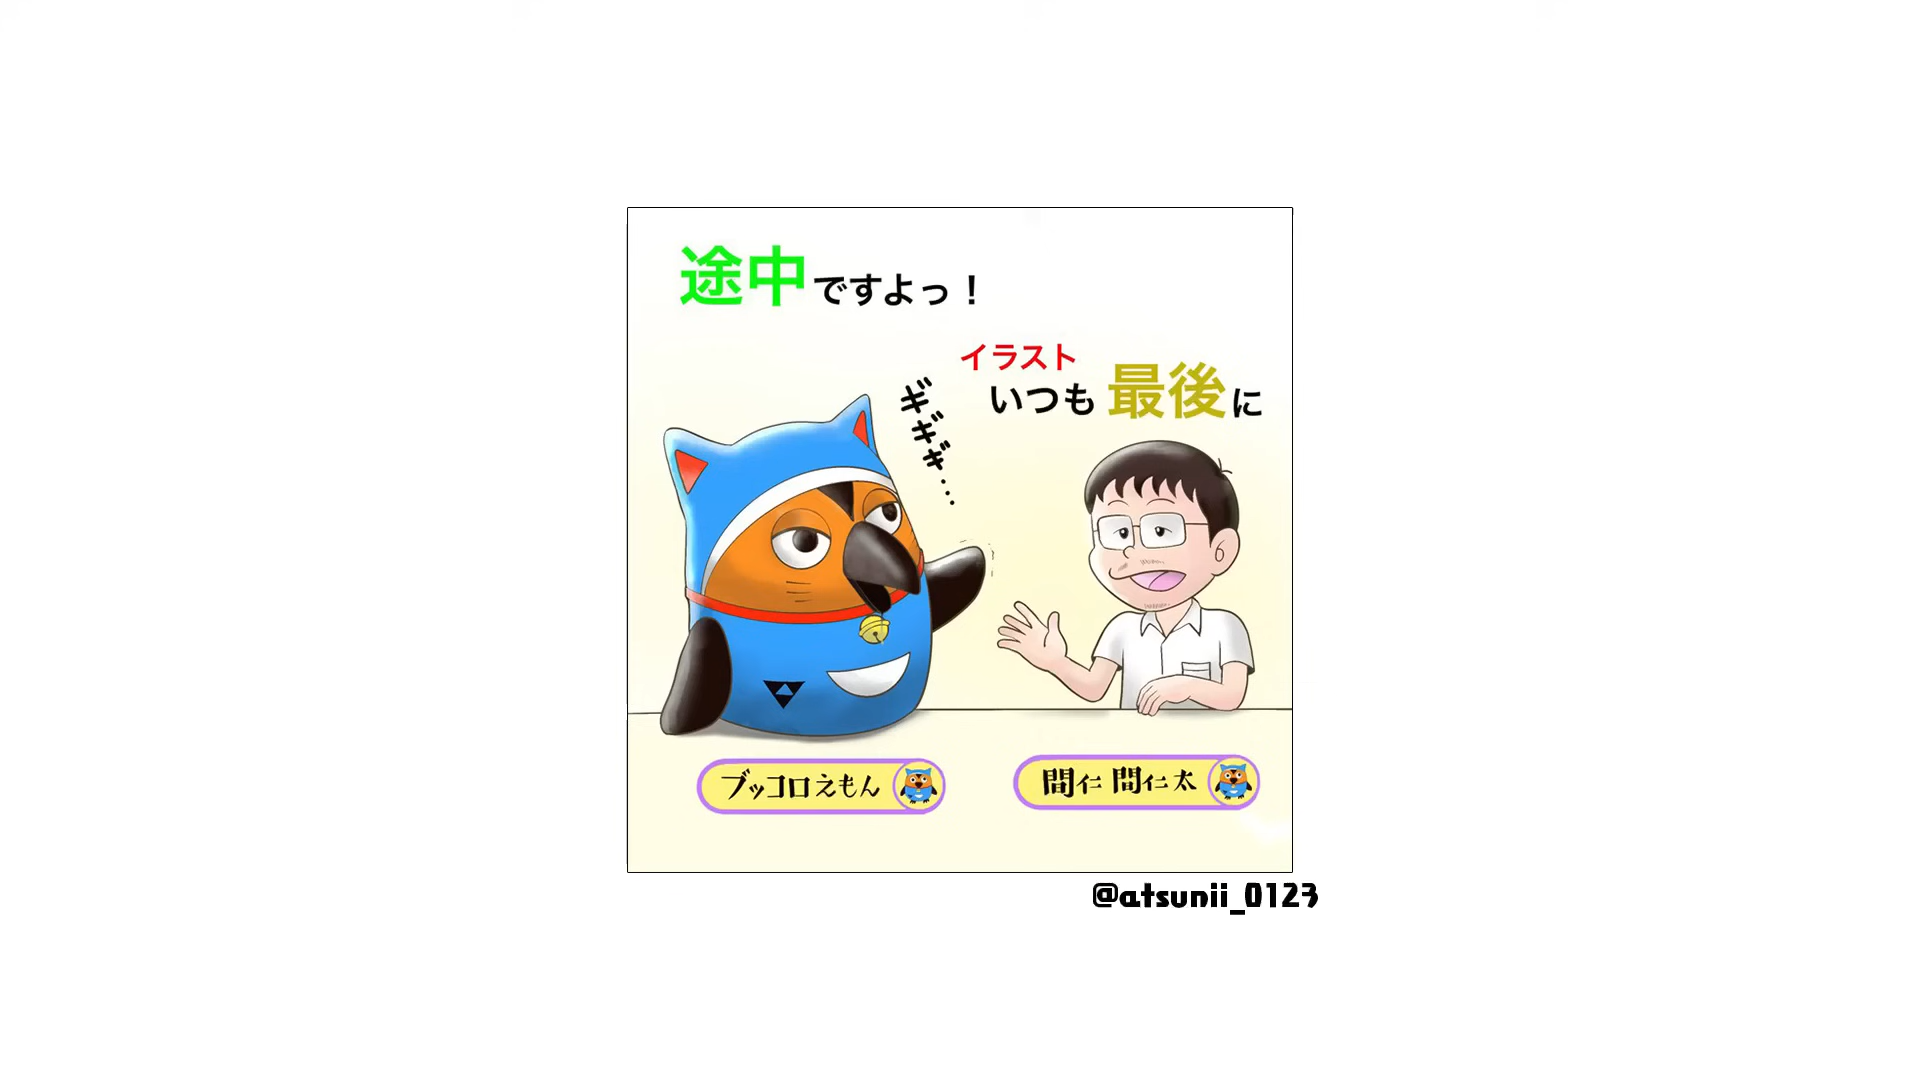 途中ですよっ！
イラスト
いつも最後に
ギギギ…
ブッコロえもん
間仁 間仁太
@atsunii_0123